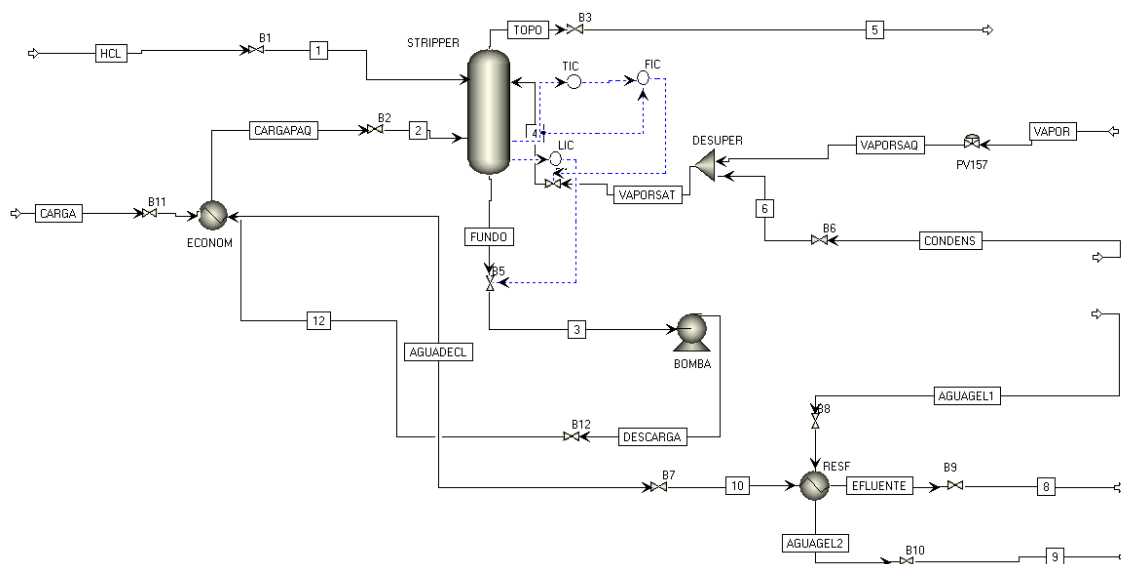 TOPO
B3
5
HCL
B1
1
STRIPPER
TIC
FIC
CARGAPAQ
B2
2
4
LIC
DESUPER
VAPORSAQ
PV157
VAPOR
VAPORSAT
6
B6
CONDENS
CARGA
B11
ECONOM
FUNDO
B5
12
AGUADECL
3
BOMBA
B12
DESCARGA
AGUAGEL1
B8
RESF
B7
10
EFLUENTE
B9
8
AGUAGEL2
B10
9